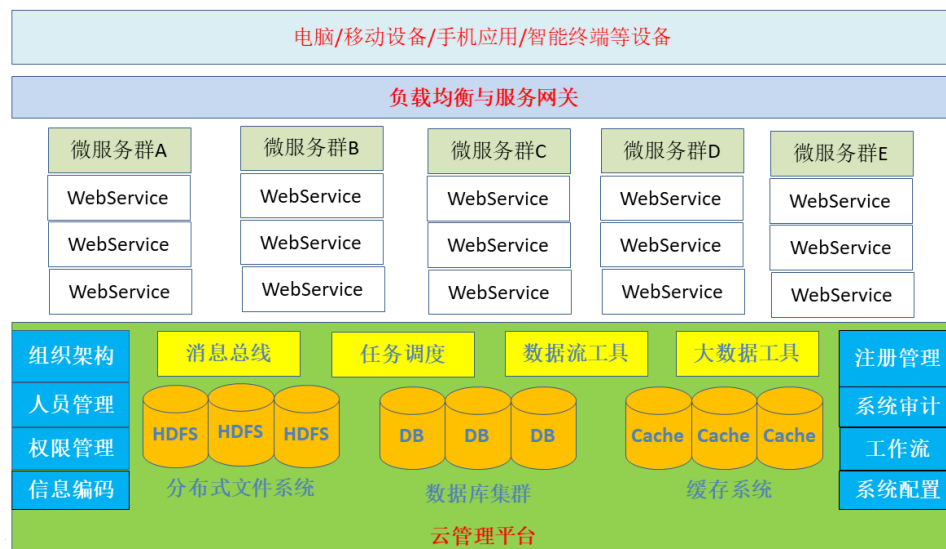 电脑/移动设备/手机应用/智能终端等设备
负载均衡与服务网关
微服务群A 微服务群B 微服务群C 微服务群D 微服务群E
WebService WebService WebService WebService WebService
WebService WebService WebService WebService WebService
WebService WebService WebService WebService WebService
组织架构 消息总线 任务调度 数据流工具 大数据工具 注册管理
人员管理 系统审计
HDFS HDFS HDFS DB DB DB Cache Cache Cache
权限管理 工作流
信息编码 分布式文件系统 数据库集群 缓存系统 系统配置
云管理平台